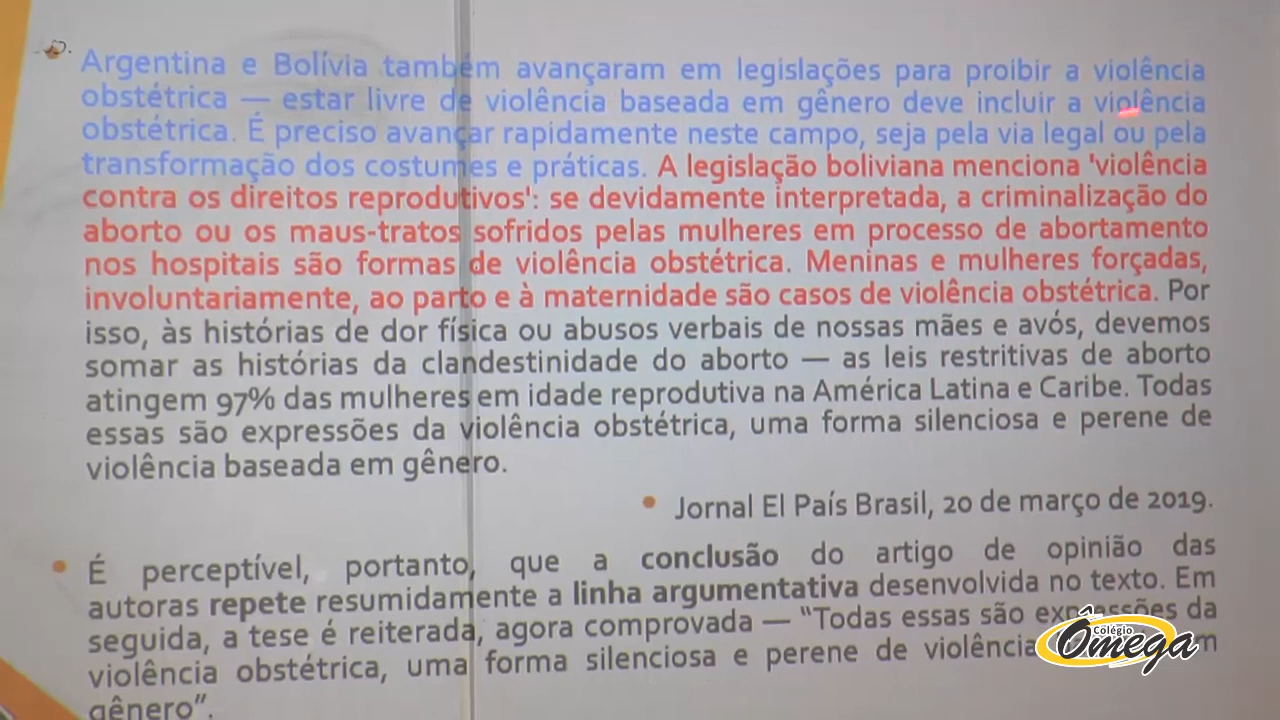 Argentina e Bolívia também avançaram em legislações para proibir a violência
obstétrica — estar livre de violência baseada em gênero deve incluir a violência
obstétrica. É preciso avançar rapidamente neste campo, seja pela via legal ou pela
transformação dos costumes e práticas. A legislação boliviana menciona 'violência
contra os direitos reprodutivos': se devidamente interpretada, a criminalização do
aborto ou os maus-tratos sofridos pelas mulheres em processo de abortamento
nos hospitais são formas de violência obstétrica. Meninas e mulheres forçadas,
involuntariamente, ao parto e à maternidade são casos de violência obstétrica. Por
isso, às histórias de dor física ou abusos verbais de nossas mães e avós, devemos
somar as histórias da clandestinidade do aborto — as leis restritivas de aborto
atingem 97% das mulheres em idade reprodutiva na América Latina e Caribe. Todas
essas são expressões da violência obstétrica, uma forma silenciosa e perene de
violência baseada em gênero.
Jornal El País Brasil, 20 de março de 2019.
É perceptível, portanto, que a conclusão do artigo de opinião das
autoras repete resumidamente a linha argumentativa desenvolvida no texto. Em
seguida, a tese é reiterada, agora comprovada — “Todas essas são expressões da
violência obstétrica, uma forma silenciosa e perene de violência
gênero”.
Colégio
Ômega